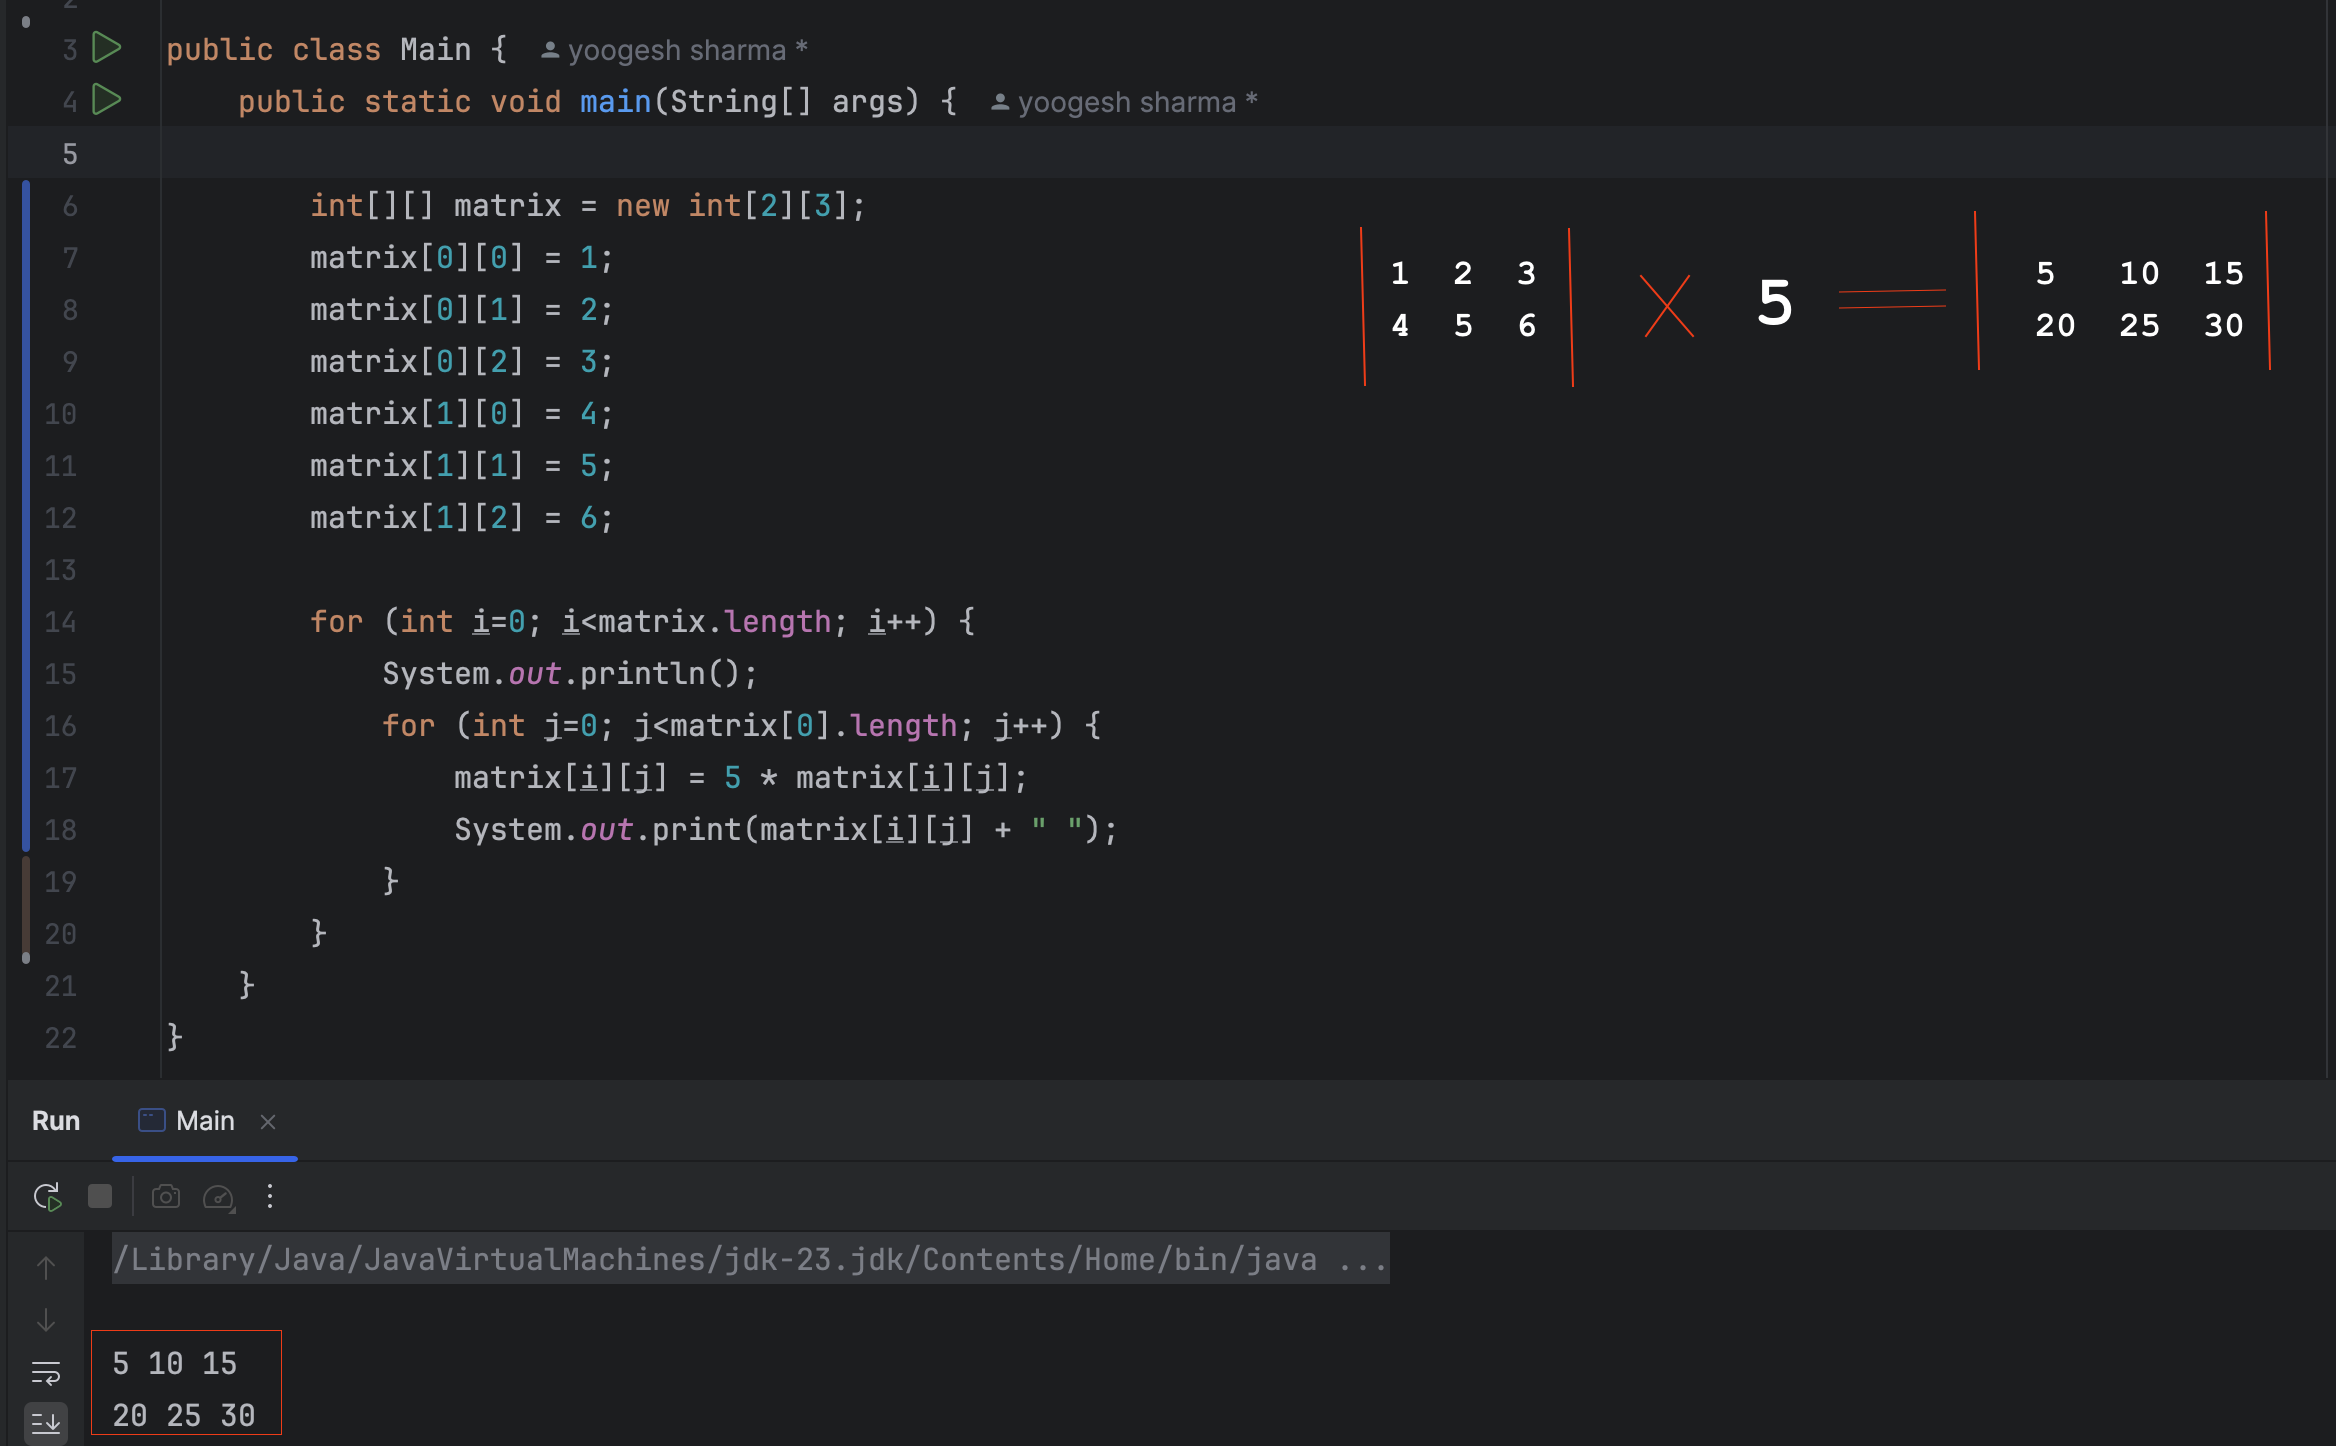 2
3 public class Main { yoogesh sharma *
4 public static void main(String[] args) { yoogesh sharma *
5
6 int[][] matrix = new int[2][3];
7 matrix[0][0] = 1;
8 matrix[0][1] = 2;
9 matrix[0][2] = 3;
10 matrix[1][0] = 4;
11 matrix[1][1] = 5;
12 matrix[1][2] = 6;
13
14 for (int i=0; i<matrix.length; i++) {
15 System.out.println();
16 for (int j=0; j<matrix[0].length; j++) {
17 matrix[i][j] = 5 * matrix[i][j];
18 System.out.print(matrix[i][j] + " ");
19 }
20 }
21 }
22 }
1 2 3
4 5 6
5
5 10 15
20 25 30
Run Main
/Library/Java/JavaVirtualMachines/jdk-23.jdk/Contents/Home/bin/java ...
5 10 15
20 25 30